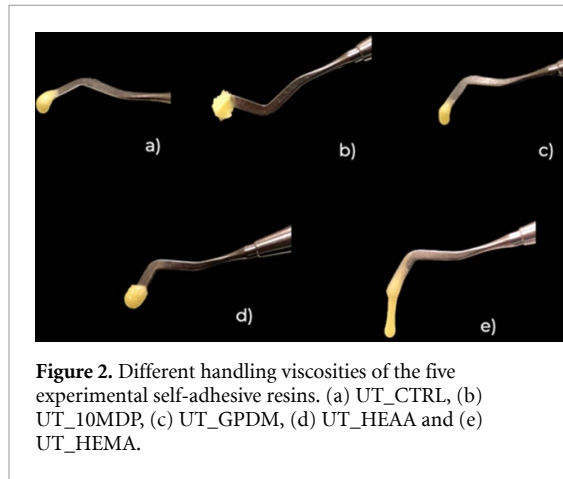 a)
b)
c)
d)
e)
Figure 2. Different handling viscosities of the five
experimental self-adhesive resins. (a) UT_CTRL, (b)
UT_10MDP, (c) UT_GPDM, (d) UT_HEAA and (e)
UT_HEMA.